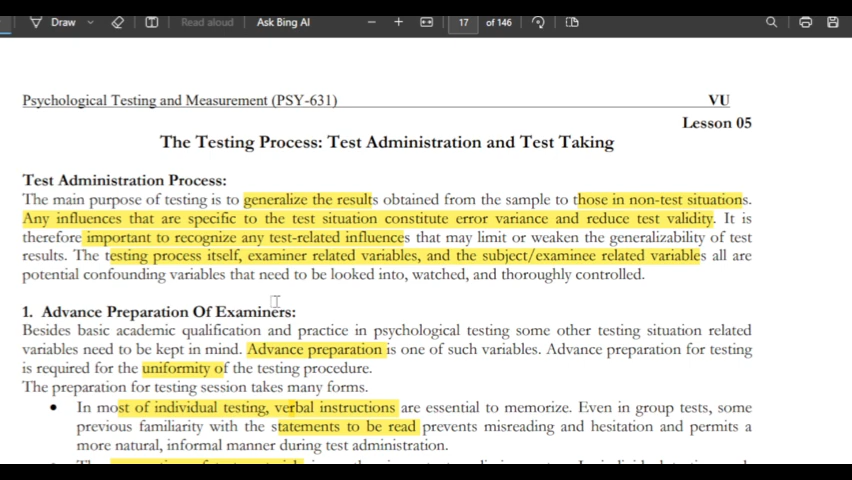 Draw
Read aloud
Ask Bing AI
17 of 146
Psychological Testing and Measurement (PSY-631) VU
Lesson 05
The Testing Process: Test Administration and Test Taking
Test Administration Process:
The main purpose of testing is to generalize the results obtained from the sample to those in non-test situations.
Any influences that are specific to the test situation constitute error variance and reduce test validity. It is
therefore important to recognize any test-related influences that may limit or weaken the generalizability of test
results. The testing process itself, examiner related variables, and the subject/examinee related variables all are
potential confounding variables that need to be looked into, watched, and thoroughly controlled.
1. Advance Preparation Of Examiners:
Besides basic academic qualification and practice in psychological testing some other testing situation related
variables need to be kept in mind. Advance preparation is one of such variables. Advance preparation for testing
is required for the uniformity of the testing procedure.
The preparation for testing session takes many forms.
• In most of individual testing, verbal instructions are essential to memorize. Even in group tests, some
previous familiarity with the statements to be read prevents misreading and hesitation and permits a
more natural, informal manner during test administration.